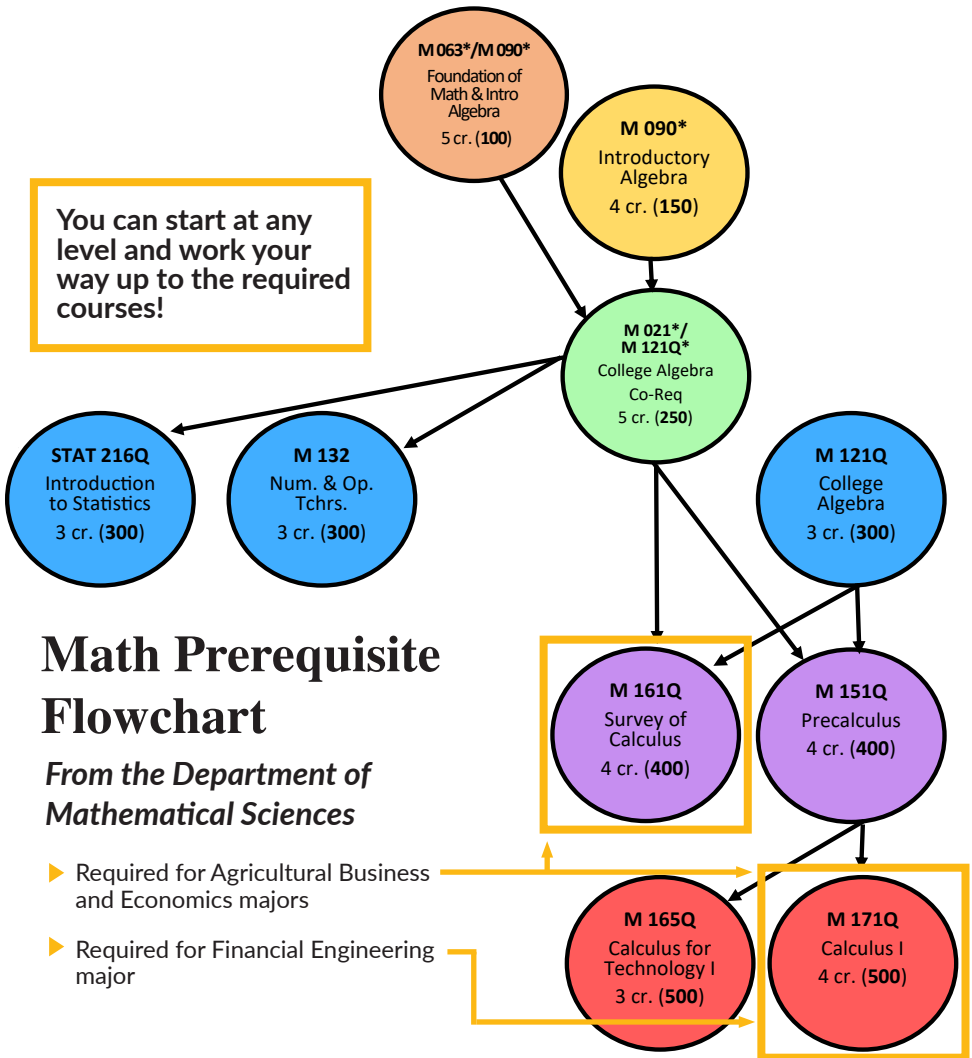 M 063*/M 090*
Foundation of
Math & Intro
Algebra
5 cr. (100)
M 090*
Introductory
Algebra
4 cr. (150)
You can start at any
level and work your
way up to the required
courses!
M 021*/
M 121Q*
College Algebra
Co-Req
5 cr. (250)
STAT 216Q
Introduction
to Statistics
3 cr. (300)
M 132
Num. & Op.
Tchrs.
3 cr. (300)
M 121Q
College
Algebra
3 cr. (300)
Math Prerequisite
Flowchart
From the Department of
Mathematical Sciences
M 161Q
Survey of
Calculus
4 cr. (400)
M 151Q
Precalculus
4 cr. (400)
Required for Agricultural Business
and Economics majors
Required for Financial Engineering
major
M 165Q
Calculus for
Technology I
3 cr. (500)
M 171Q
Calculus I
4 cr. (500)